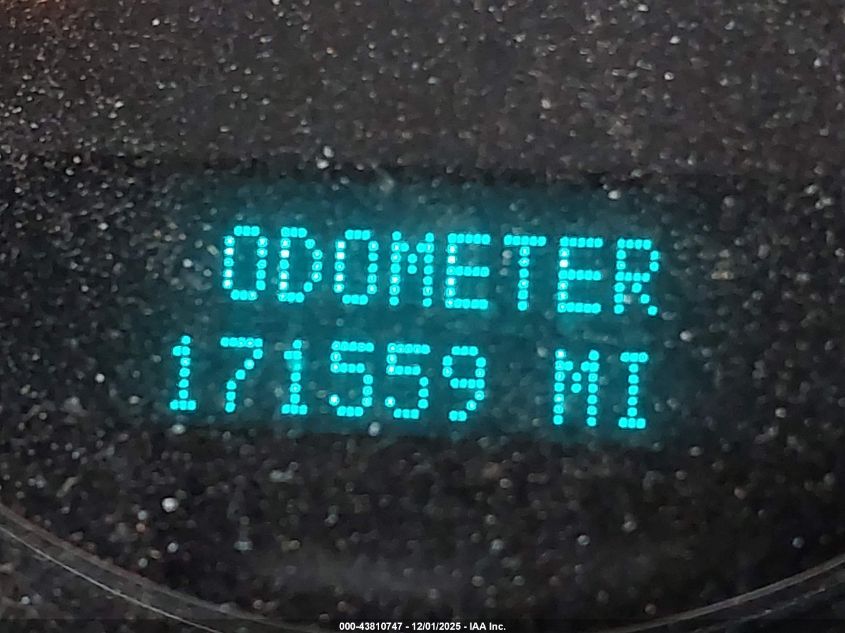 ODOMETER
171559 MI
000-43810747 - 12/01/2025 - IAA Inc.